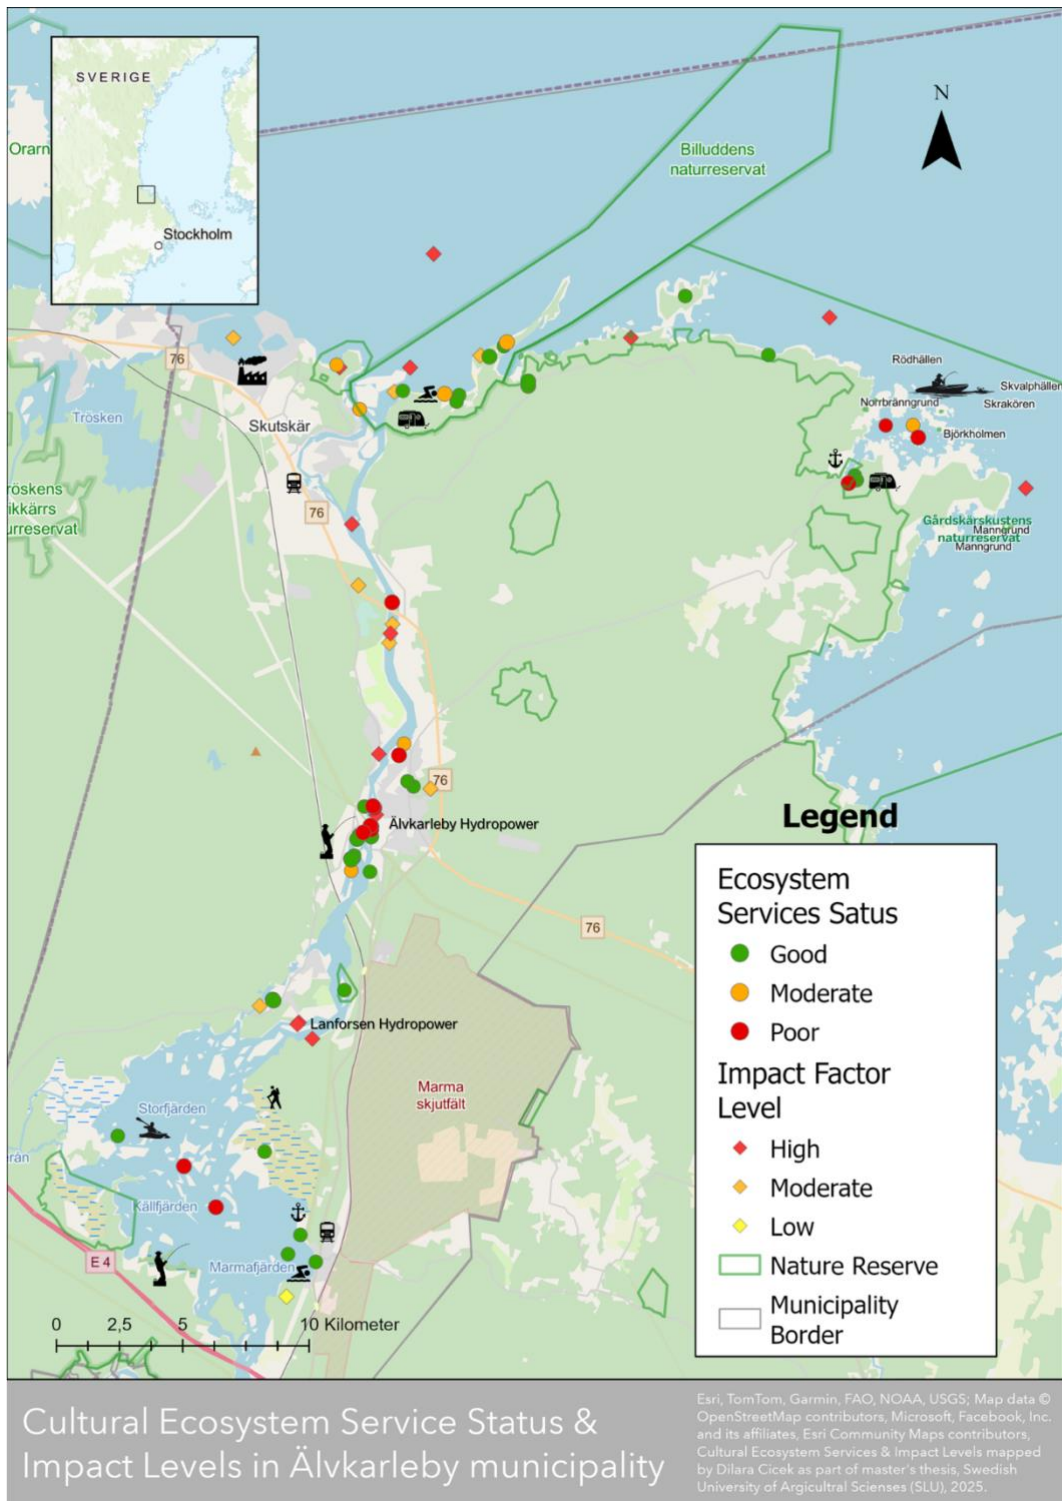 SVERIGE
Stockholm
Orarn
Billuddens
naturreservat
N
76
Trösken
Skutskär
röskens
ikkärrs
urreservat
76
Rödhällen
Skvalphällen
Norrbränngrund
Skrakören
Björkholmen
Gårdskärskustens
naturreservat
Manngrund
Manngrund
76
Älvkarleby Hydropower
76
Lanforsen Hydropower
Marma
skjutfält
Storfjärden
erån
Källfjärden
Marmafjärden
E 4
0 2,5 5 10 Kilometer
Legend
Ecosystem
Services Satus
Good
Moderate
Poor
Impact Factor
Level
High
Moderate
Low
Nature Reserve
Municipality
Border
Cultural Ecosystem Service Status &
Impact Levels in Älvkarleby municipality
Esri, TomTom, Garmin, FAO, NOAA, USGS; Map data ©
OpenStreetMap contributors, Microsoft, Facebook, Inc.
and its affiliates, Esri Community Maps contributors,
Cultural Ecosystem Services & Impact Levels mapped
by Dilara Cicek as part of master's thesis, Swedish
University of Argicultral Scienses (SLU), 2025.